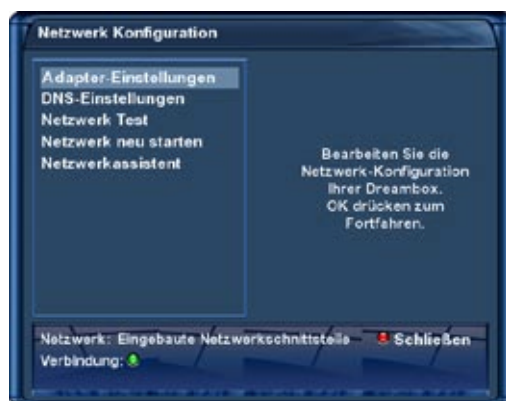 Netzwerk Konfiguration
Adapter-Einstellungen
DNS-Einstellungen
Netzwerk Test
Netzwerk neu starten
Netzwerkassistent
Bearbeiten Sie die
Netzwerk-Konfiguration
Ihrer Dreambox.
OK drücken zum
Fortfahren.
Netzwerk: Eingebaute Netzwerkschnittstelle
Schließen
Verbindung: